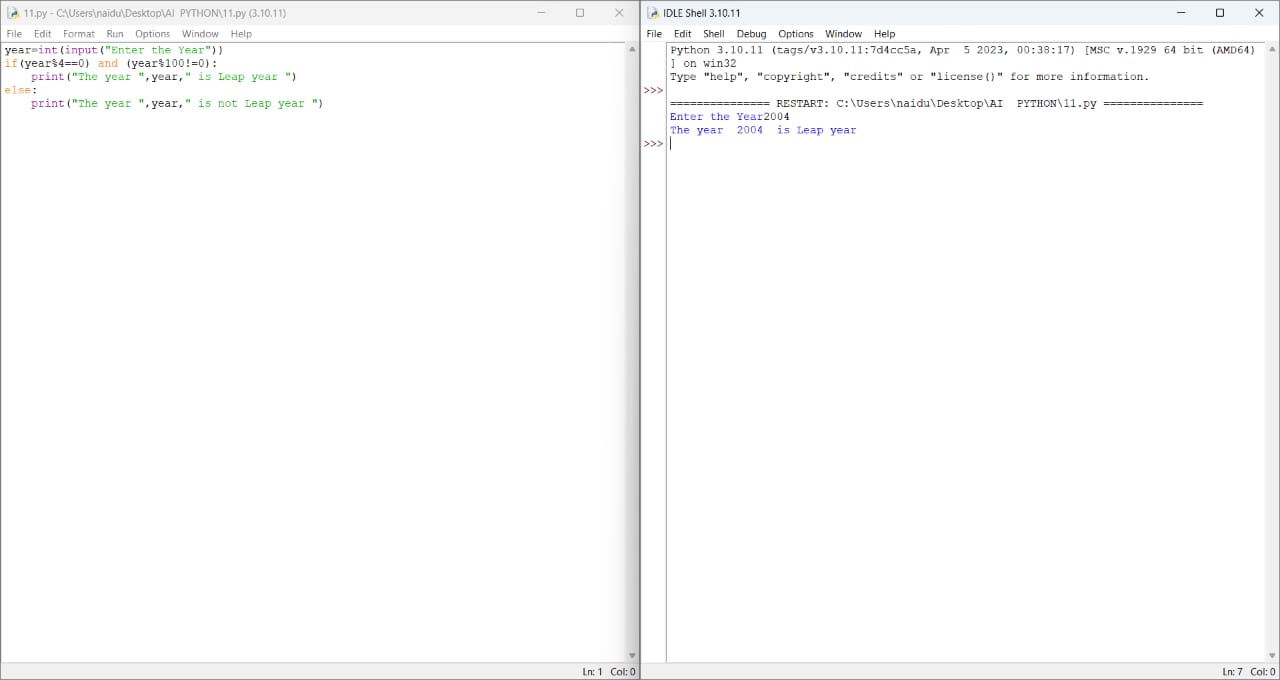 11.py - C:\Users\naidu\Desktop\AI  PYTHON\11.py (3.10.11)
File Edit Format Run Options Window Help
year=int(input("Enter the Year"))
if(year%4==0) and (year%100!=0):
    print("The year ",year," is Leap year ")
else:
    print("The year ",year," is not Leap year ")
Ln: 1 Col: 0
IDLE Shell 3.10.11
File Edit Shell Debug Options Window Help
Python 3.10.11 (tags/v3.10.11:7d4cc5a, Apr  5 2023, 00:38:17) [MSC v.1929 64 bit (AMD64)
] on win32
Type "help", "copyright", "credits" or "license()" for more information.
>>>
=============== RESTART: C:\Users\naidu\Desktop\AI  PYTHON\11.py ===============
Enter the Year2004
The year  2004  is Leap year
>>>
Ln: 7 Col: 0